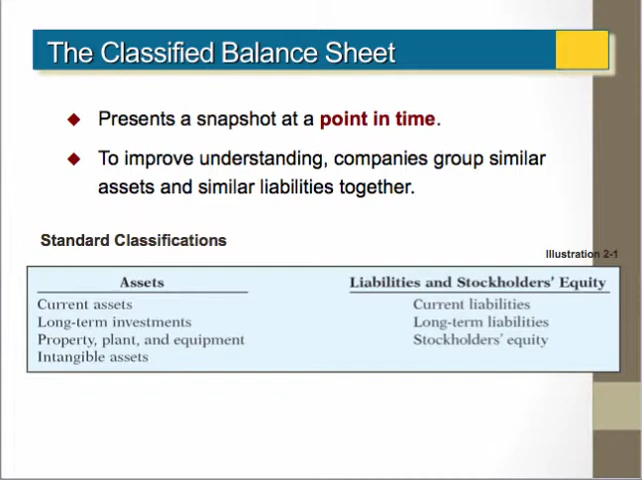 The Classified Balance Sheet
Presents a snapshot at a point in time.
To improve understanding, companies group similar
assets and similar liabilities together.
Standard Classifications
Illustration 2-1
Assets
Current assets
Long-term investments
Property, plant, and equipment
Intangible assets
Liabilities and Stockholders' Equity
Current liabilities
Long-term liabilities
Stockholders' equity